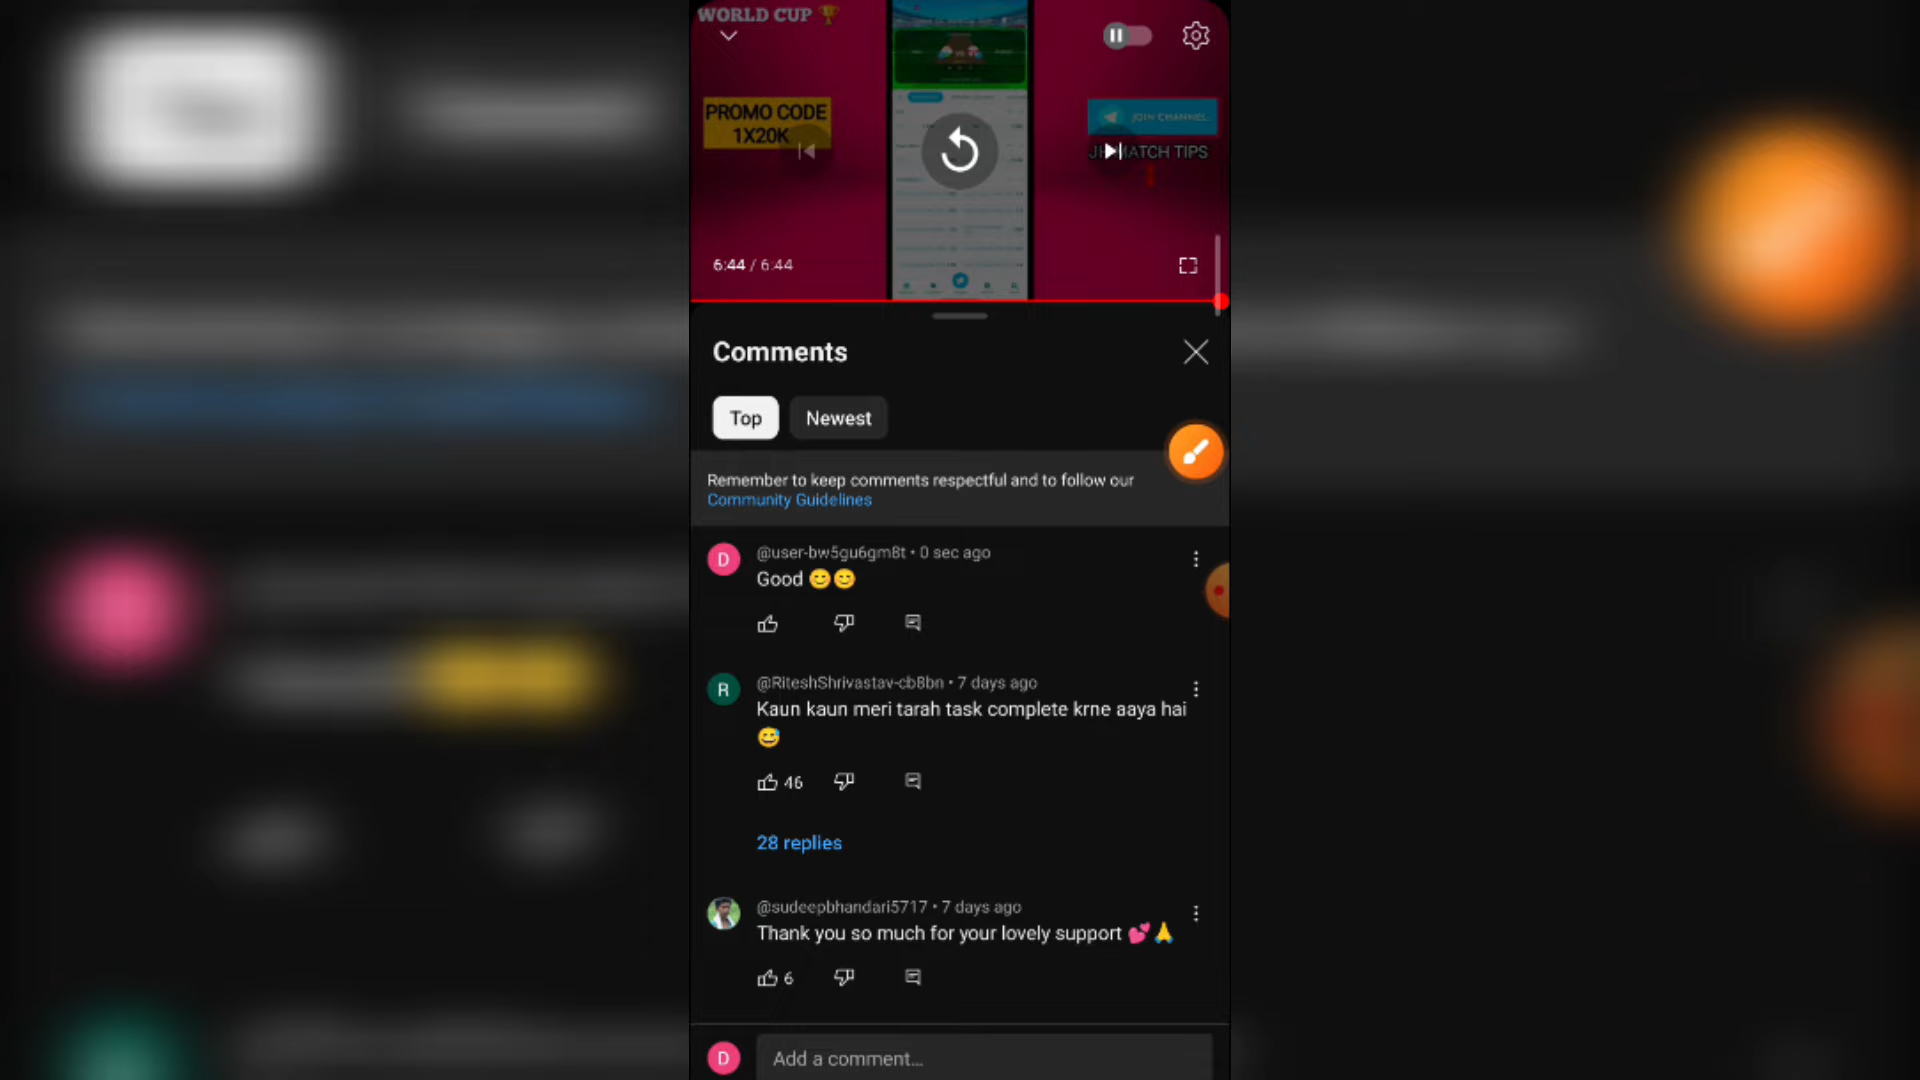 WORLD CUP 🏆
PROMO CODE
1X20K
JOIN CHANNEL
MATCH TIPS
6:44 / 6:44
Comments
Top
Newest
Remember to keep comments respectful and to follow our
Community Guidelines
D
@user-bw5gu6gm8t • 0 sec ago
Good 😊😊
R
@RiteshShrivastav-cb8bn • 7 days ago
Kaun kaun meri tarah task complete krne aaya hai
😅
46
28 replies
@sudeepbhandari5717 • 7 days ago
Thank you so much for your lovely support 💕🙏
6
D
Add a comment...